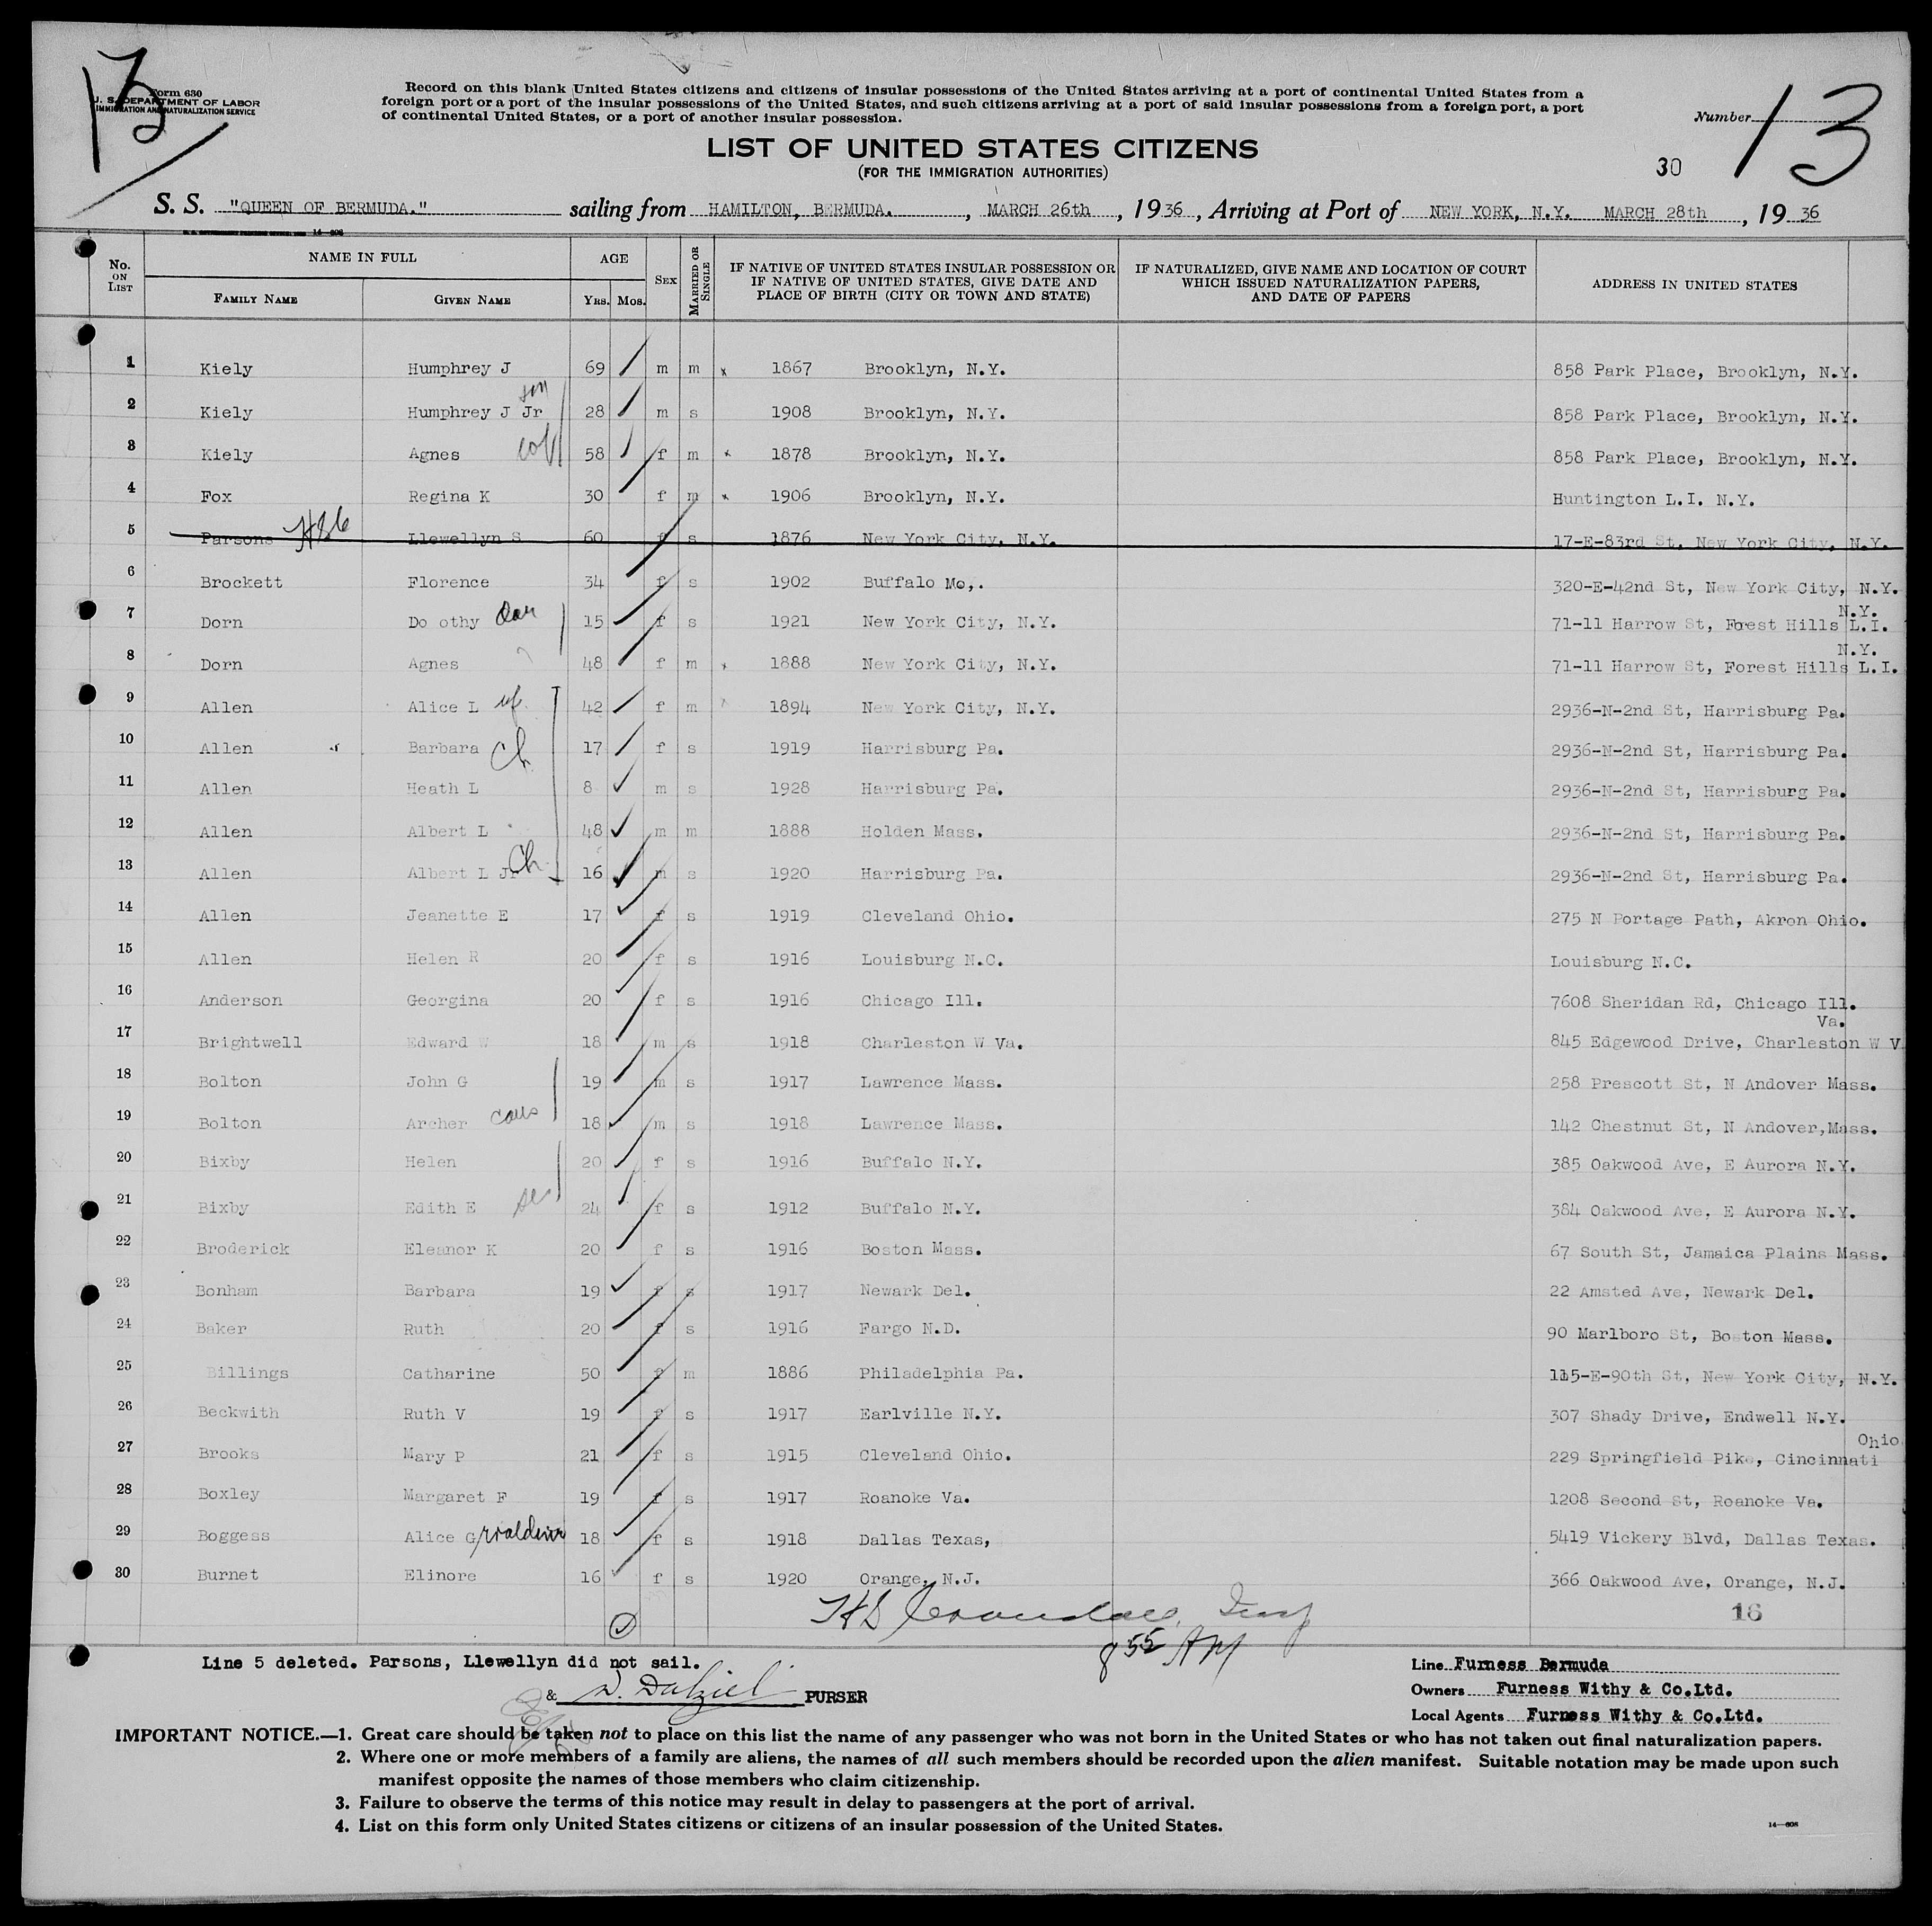 13
Form 630
U. S. DEPARTMENT OF LABOR
IMMIGRATION AND NATURALIZATION SERVICE
Record on this blank United States citizens and citizens of insular possessions of the United States arriving at a port of continental United States from a
foreign port or a port of the insular possessions of the United States, and such citizens arriving at a port of said insular possessions from a foreign port, a port
of continental United States, or a port of another insular possession.
Number 13
LIST OF UNITED STATES CITIZENS
(FOR THE IMMIGRATION AUTHORITIES)
30
S. S. "QUEEN OF BERMUDA." sailing from HAMILTON, BERMUDA. , MARCH 26th , 1936 , Arriving at Port of NEW YORK, N.Y. MARCH 28th , 1936
No. ON LIST
NAME IN FULL
FAMILY NAME
GIVEN NAME
AGE
YRS. MOS.
SEX
MARRIED OR SINGLE
IF NATIVE OF UNITED STATES INSULAR POSSESSION OR
IF NATIVE OF UNITED STATES, GIVE DATE AND
PLACE OF BIRTH (CITY OR TOWN AND STATE)
IF NATURALIZED, GIVE NAME AND LOCATION OF COURT
WHICH ISSUED NATURALIZATION PAPERS,
AND DATE OF PAPERS
ADDRESS IN UNITED STATES
1 Kiely Humphrey J 69 m m x 1867 Brooklyn, N.Y. 858 Park Place, Brooklyn, N.Y.
2 Kiely Humphrey J Jr son 28 m s 1908 Brooklyn, N.Y. 858 Park Place, Brooklyn, N.Y.
3 Kiely Agnes 58 f m x 1878 Brooklyn, N.Y. 858 Park Place, Brooklyn, N.Y.
4 Fox Regina K 30 f m x 1906 Brooklyn, N.Y. Huntington L.I. N.Y.
5 Parsons Llewellyn S 60 f s 1876 New York City, N.Y. 17-E-83rd St, New York City, N.Y.
6 Brockett Florence 34 f s 1902 Buffalo Mo,. 320-E-42nd St, New York City, N.Y.
7 Dorn Do othy dau 15 f s 1921 New York City, N.Y. 71-11 Harrow St, Forest Hills L.I. N.Y.
8 Dorn Agnes 48 f m x 1888 New York City, N.Y. 71-11 Harrow St, Forest Hills L.I. N.Y.
9 Allen Alice L wf. 42 f m x 1894 New York City, N.Y. 2936-N-2nd St, Harrisburg Pa.
10 Allen Barbara Ch 17 f s 1919 Harrisburg Pa. 2936-N-2nd St, Harrisburg Pa.
11 Allen Heath L 8 m s 1928 Harrisburg Pa. 2936-N-2nd St, Harrisburg Pa.
12 Allen Albert L 48 m m 1888 Holden Mass. 2936-N-2nd St, Harrisburg Pa.
13 Allen Albert L Jr Ch 16 m s 1920 Harrisburg Pa. 2936-N-2nd St, Harrisburg Pa.
14 Allen Jeanette E 17 f s 1919 Cleveland Ohio. 275 N Portage Path, Akron Ohio.
15 Allen Helen R 20 f s 1916 Louisburg N.C. Louisburg N.C.
16 Anderson Georgina 20 f s 1916 Chicago Ill. 7608 Sheridan Rd, Chicago Ill.
17 Brightwell Edward W 18 m s 1918 Charleston W Va. 845 Edgewood Drive, Charleston W V Va.
18 Bolton John G 19 m s 1917 Lawrence Mass. 258 Prescott St, N Andover Mass.
19 Bolton Archer cous 18 m s 1918 Lawrence Mass. 142 Chestnut St, N Andover,Mass.
20 Bixby Helen 20 f s 1916 Buffalo N.Y. 385 Oakwood Ave, E Aurora N.Y.
21 Bixby Edith E 24 f s 1912 Buffalo N.Y. 384 Oakwood Ave, E Aurora N.Y.
22 Broderick Eleanor K 20 f s 1916 Boston Mass. 67 South St, Jamaica Plains Mass.
23 Bonham Barbara 19 f s 1917 Newark Del. 22 Amsted Ave, Newark Del.
24 Baker Ruth 20 f s 1916 Fargo N.D. 90 Marlboro St, Boston Mass.
25 Billings Catharine 50 f m 1886 Philadelphia Pa. 115-E-90th St, New York City, N.Y.
26 Beckwith Ruth V 19 f s 1917 Earlville N.Y. 307 Shady Drive, Endwell N.Y.
27 Brooks Mary P 21 f s 1915 Cleveland Ohio. 229 Springfield Pike, Cincinnati Ohio
28 Boxley Margaret F 19 f s 1917 Roanoke Va. 1208 Second St, Roanoke Va.
29 Boggess Alice G 18 f s 1918 Dallas Texas, 5419 Vickery Blvd, Dallas Texas.
30 Burnet Elinore 16 f s 1920 Orange, N.J. 366 Oakwood Ave, Orange, N.J.
16
8 55 AM
Line 5 deleted. Parsons, Llewellyn did not sail.
& D. Dalziel PURSER
Line Furness Bermuda
Owners Furness Withy & Co.Ltd.
Local Agents Furness Withy & Co.Ltd.
IMPORTANT NOTICE.—1. Great care should be taken not to place on this list the name of any passenger who was not born in the United States or who has not taken out final naturalization papers.
2. Where one or more members of a family are aliens, the names of all such members should be recorded upon the alien manifest. Suitable notation may be made upon such
manifest opposite the names of those members who claim citizenship.
3. Failure to observe the terms of this notice may result in delay to passengers at the port of arrival.
4. List on this form only United States citizens or citizens of an insular possession of the United States.
14—608